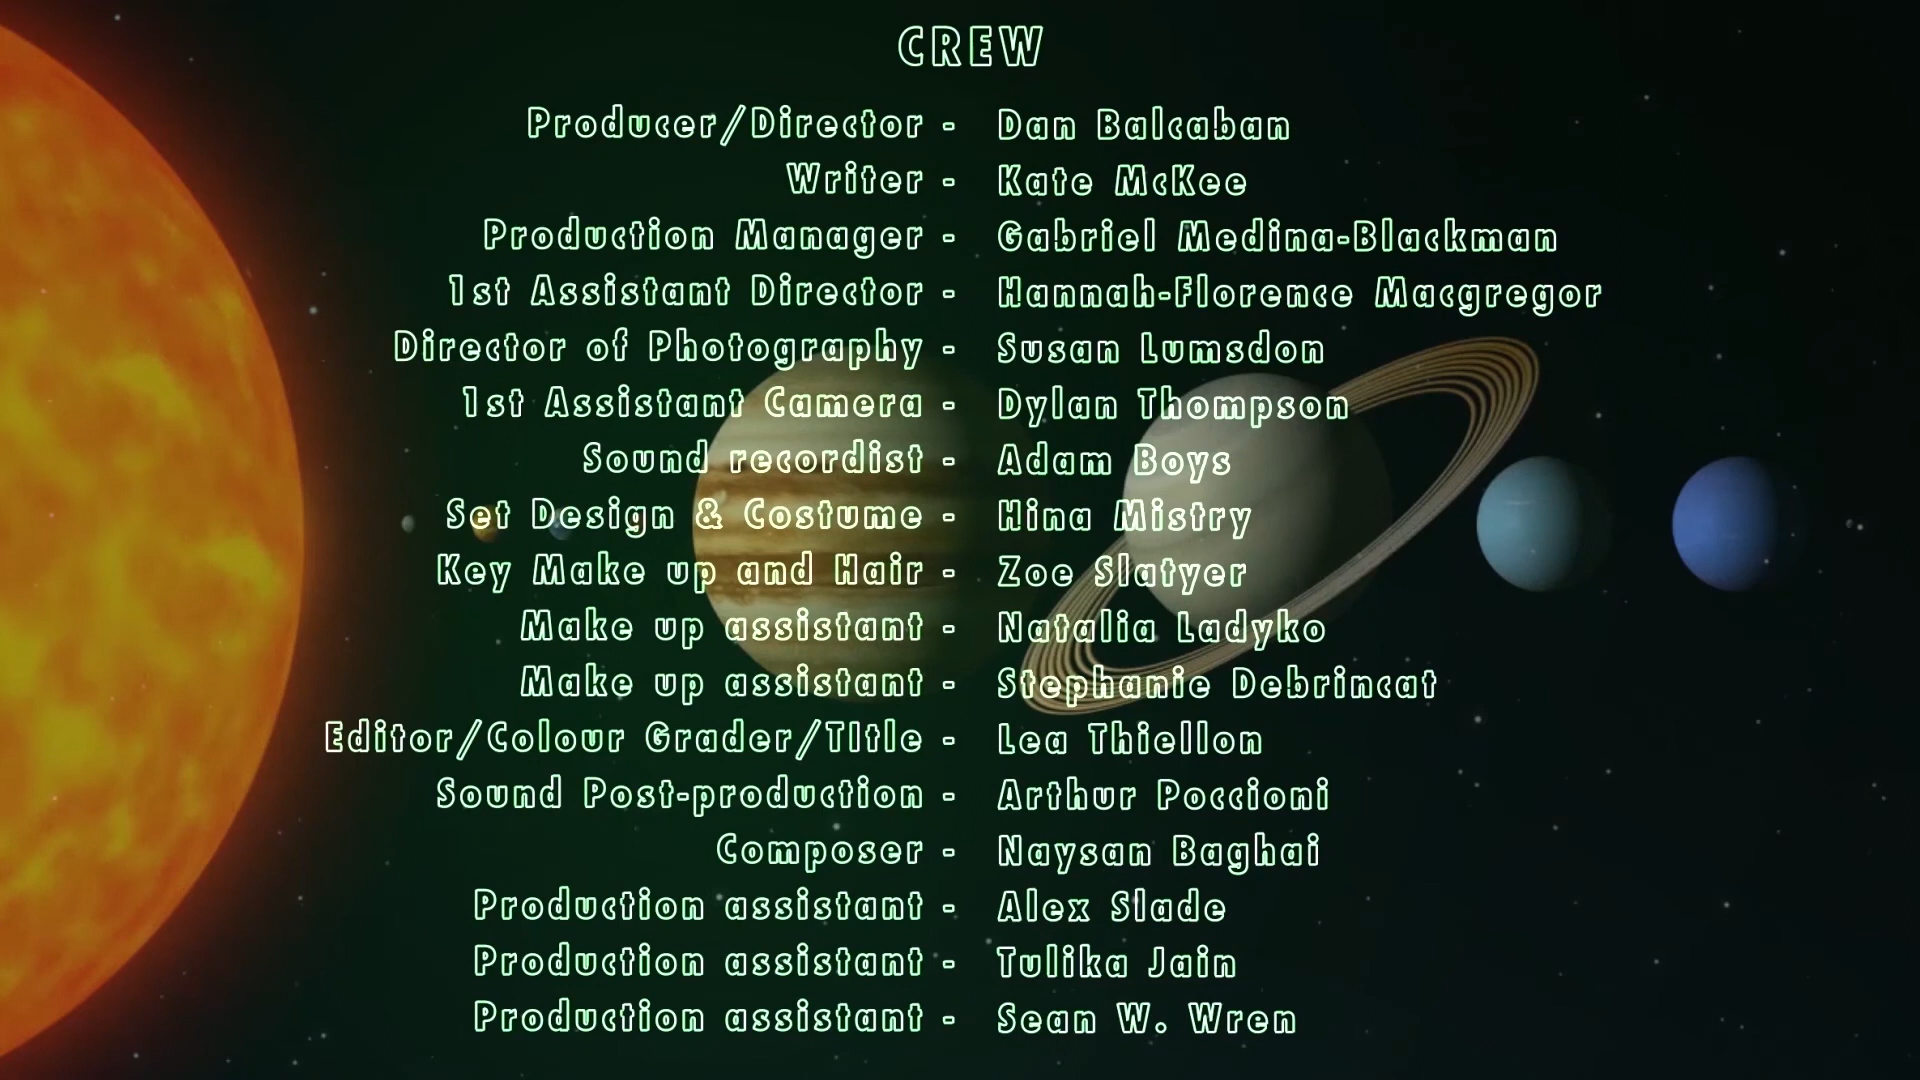 CREW
Producer/Director - Dan Balcaban
Writer - Kate McKee
Production Manager - Gabriel Medina-Blackman
1st Assistant Director - Hannah-Florence Macgregor
Director of Photography - Susan Lumsdon
1st Assistant Camera - Dylan Thompson
Sound recordist - Adam Boys
Set Design & Costume - Hina Mistry
Key Make up and Hair - Zoe Slatyer
Make up assistant - Natalia Ladyko
Make up assistant - Stephanie Debrincat
Editor/Colour Grader/TItle - Lea Thiellon
Sound Post-production - Arthur Poccioni
Composer - Naysan Baghai
Production assistant - Alex Slade
Production assistant - Tulika Jain
Production assistant - Sean W. Wren